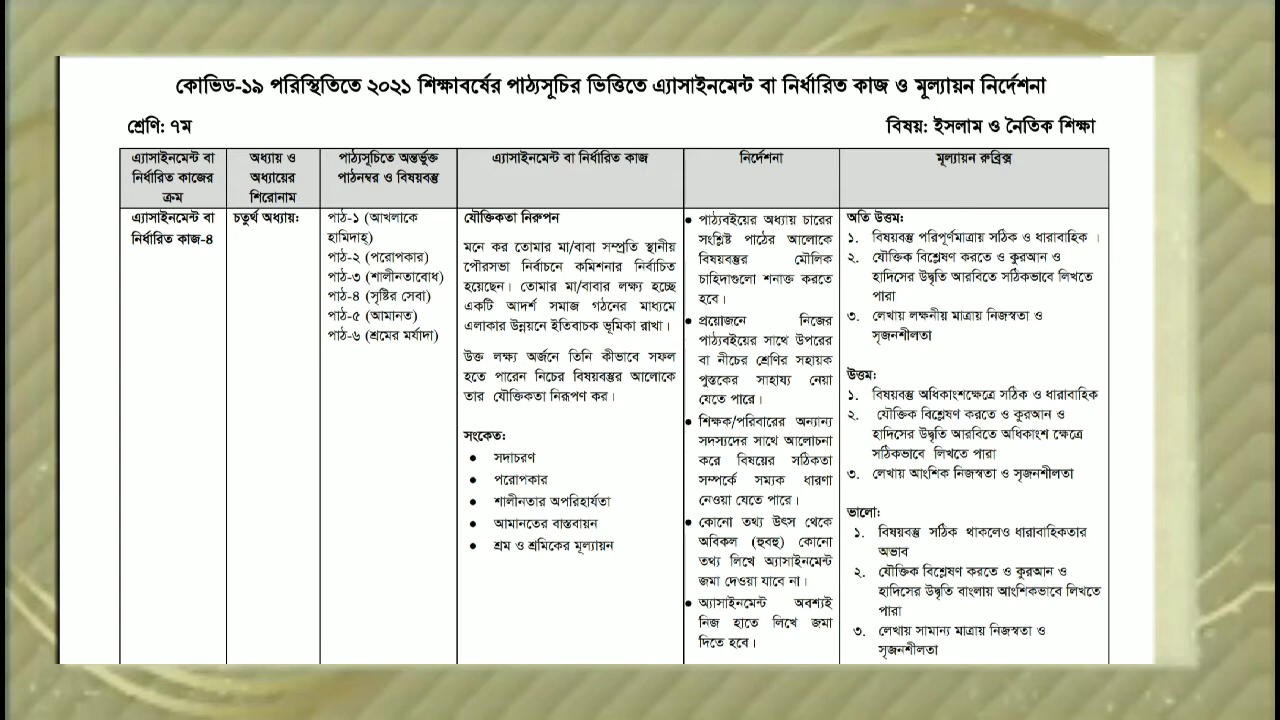 কোভিড-১৯ পরিস্থিতিতে ২০২১ শিক্ষাবর্ষের পাঠ্যসূচির ভিত্তিতে এ্যাসাইনমেন্ট বা নির্ধারিত কাজ ও মূল্যায়ন নির্দেশনা
শ্রেণি: ৭ম
বিষয়: ইসলাম ও নৈতিক শিক্ষা
এ্যাসাইনমেন্ট বা
নির্ধারিত কাজের
ক্রম
অধ্যায় ও
অধ্যায়ের
শিরোনাম
পাঠ্যসূচিতে অন্তর্ভুক্ত
পাঠনম্বর ও বিষয়বস্তু
এ্যাসাইনমেন্ট বা নির্ধারিত কাজ
নির্দেশনা
মূল্যায়ন রুব্রিক্স
এ্যাসাইনমেন্ট বা
নির্ধারিত কাজ-৪
চতুর্থ অধ্যায়:
পাঠ-১ (আখলাকে
হামিদাহ্)
পাঠ-২ (পরোপকার)
পাঠ-৩ (শালীনতাবোধ)
পাঠ-৪ (সৃষ্টির সেবা)
পাঠ-৫ (আমানত)
পাঠ-৬ (শ্রমের মর্যাদা)
যৌক্তিকতা নিরুপন
মনে কর তোমার মা/বাবা সম্প্রতি স্থানীয়
পৌরসভা নির্বাচনে কমিশনার নির্বাচিত
হয়েছেন। তোমার মা/বাবার লক্ষ্য হচ্ছে
একটি আদর্শ সমাজ গঠনের মাধ্যমে
এলাকার উন্নয়নে ইতিবাচক ভূমিকা রাখা।
উক্ত লক্ষ্য অর্জনে তিনি কীভাবে সফল
হতে পারেন নিচের বিষয়বস্তুর আলোকে
তার যৌক্তিকতা নিরূপণ কর।
সংকেত:
● সদাচরণ
● পরোপকার
● শালীনতার অপরিহার্যতা
● আমানতের বাস্তবায়ন
● শ্রম ও শ্রমিকের মূল্যায়ন
● পাঠ্যবইয়ের অধ্যায় চারের
সংশ্লিষ্ট পাঠের আলোকে
বিষয়বস্তুর মৌলিক
চাহিদাগুলো শনাক্ত করতে
হবে।
● প্রয়োজনে নিজের
পাঠ্যবইয়ের সাথে উপরের
বা নীচের শ্রেণির সহায়ক
পুস্তকের সাহায্য নেয়া
যেতে পারে।
● শিক্ষক/পরিবারের অন্যান্য
সদস্যদের সাথে আলোচনা
করে বিষয়ের সঠিকতা
সম্পর্কে সম্যক ধারণা
নেওয়া যেতে পারে।
● কোনো তথ্য উৎস থেকে
অবিকল (হুবহু) কোনো
তথ্য লিখে অ্যাসাইনমেন্ট
জমা দেওয়া যাবে না।
● অ্যাসাইনমেন্ট অবশ্যই
নিজ হাতে লিখে জমা
দিতে হবে।
অতি উত্তম:
১. বিষয়বস্তু পরিপূর্ণমাত্রায় সঠিক ও ধারাবাহিক ।
২. যৌক্তিক বিশ্লেষণ করতে ও কুরআন ও
হাদিসের উদ্ধৃতি আরবিতে সঠিকভাবে লিখতে
পারা
৩. লেখায় লক্ষনীয় মাত্রায় নিজস্বতা ও
সৃজনশীলতা
উত্তম:
১. বিষয়বস্তু অধিকাংশক্ষেত্রে সঠিক ও ধারাবাহিক
২. যৌক্তিক বিশ্লেষণ করতে ও কুরআন ও
হাদিসের উদ্ধৃতি আরবিতে অধিকাংশ ক্ষেত্রে
সঠিকভাবে লিখতে পারা
৩. লেখায় আংশিক নিজস্বতা ও সৃজনশীলতা
ভালো:
১. বিষয়বস্তু সঠিক থাকলেও ধারাবাহিকতার
অভাব
২. যৌক্তিক বিশ্লেষণ করতে ও কুরআন ও
হাদিসের উদ্ধৃতি বাংলায় আংশিকভাবে লিখতে
পারা
৩. লেখায় সামান্য মাত্রায় নিজস্বতা ও
সৃজনশীলতা